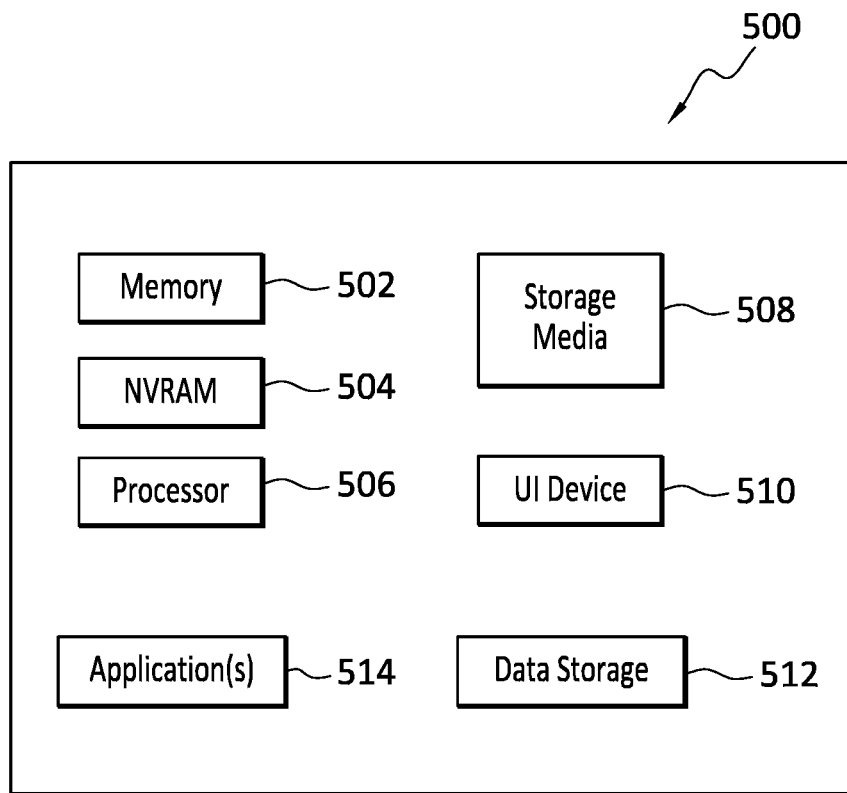 500
Memory 502
NVRAM 504
Processor 506
Storage
Media
508
UI Device 510
Application(s) 514
Data Storage 512